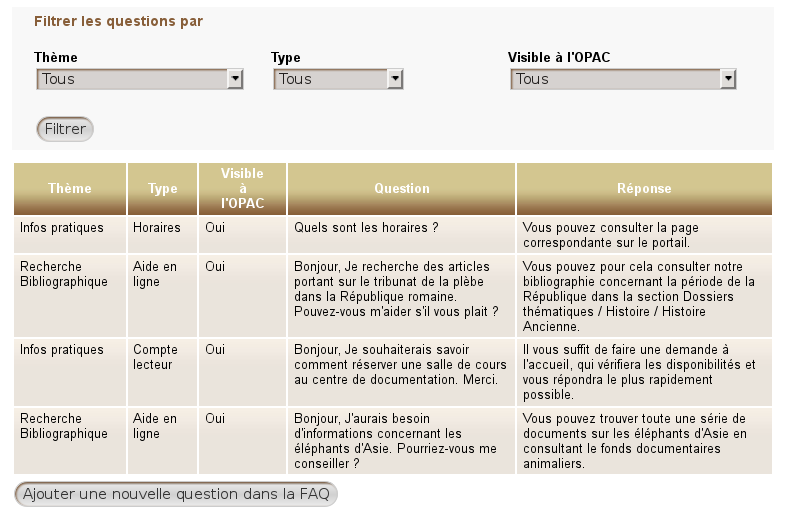 Filtrer les questions par
Thème Type Visible à l'OPAC
Tous Tous Tous
Filtrer
Thème Type Visible à l'OPAC Question Réponse
Infos pratiques Horaires Oui Quels sont les horaires ? Vous pouvez consulter la page
correspondante sur le portail.
Recherche Aide en Oui Bonjour, Je recherche des articles Vous pouvez pour cela consulter notre
Bibliographique ligne portant sur le tribunat de la plèbe bibliographie concernant la période de la
dans la République romaine. République dans la section Dossiers
Pouvez-vous m'aider s'il vous plait ? thématiques / Histoire / Histoire
Ancienne.
Infos pratiques Compte Oui Bonjour, Je souhaiterais savoir Il vous suffit de faire une demande à
lecteur comment réserver une salle de cours l'accueil, qui vérifiera les disponibilités et
au centre de documentation. Merci. vous répondra le plus rapidement
possible.
Recherche Aide en Oui Bonjour, J'aurais besoin Vous pouvez trouver toute une série de
Bibliographique ligne d'informations concernant les documents sur les éléphants d'Asie en
éléphants d'Asie. Pourriez-vous me consultant le fonds documentaires
conseiller ? animaliers.
Ajouter une nouvelle question dans la FAQ